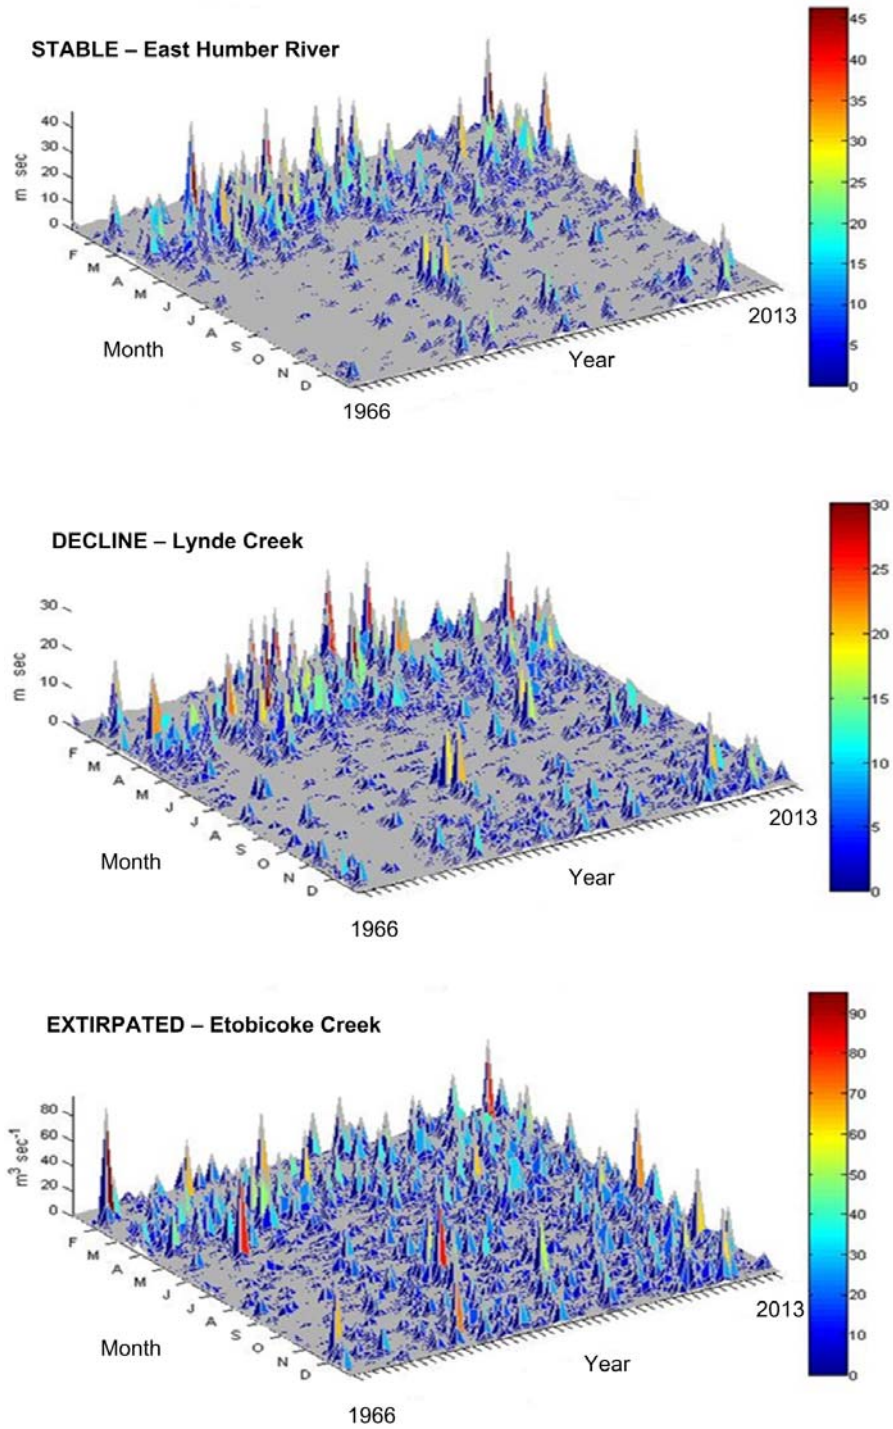 STABLE – East Humber River
45
40
35
30
25
20
15
10
5
0
40
30
20
10
0
m sec
F
M
A
M
J
J
A
S
O
N
D
Month
Year
1966
2013
DECLINE – Lynde Creek
30
25
20
15
10
5
0
30
20
10
0
m sec
F
M
A
M
J
J
A
S
O
N
D
Month
Year
1966
2013
EXTIRPATED – Etobicoke Creek
90
80
70
60
50
40
30
20
10
0
80
60
40
20
0
m³ sec⁻¹
F
M
A
M
J
J
A
S
O
N
D
Month
Year
1966
2013